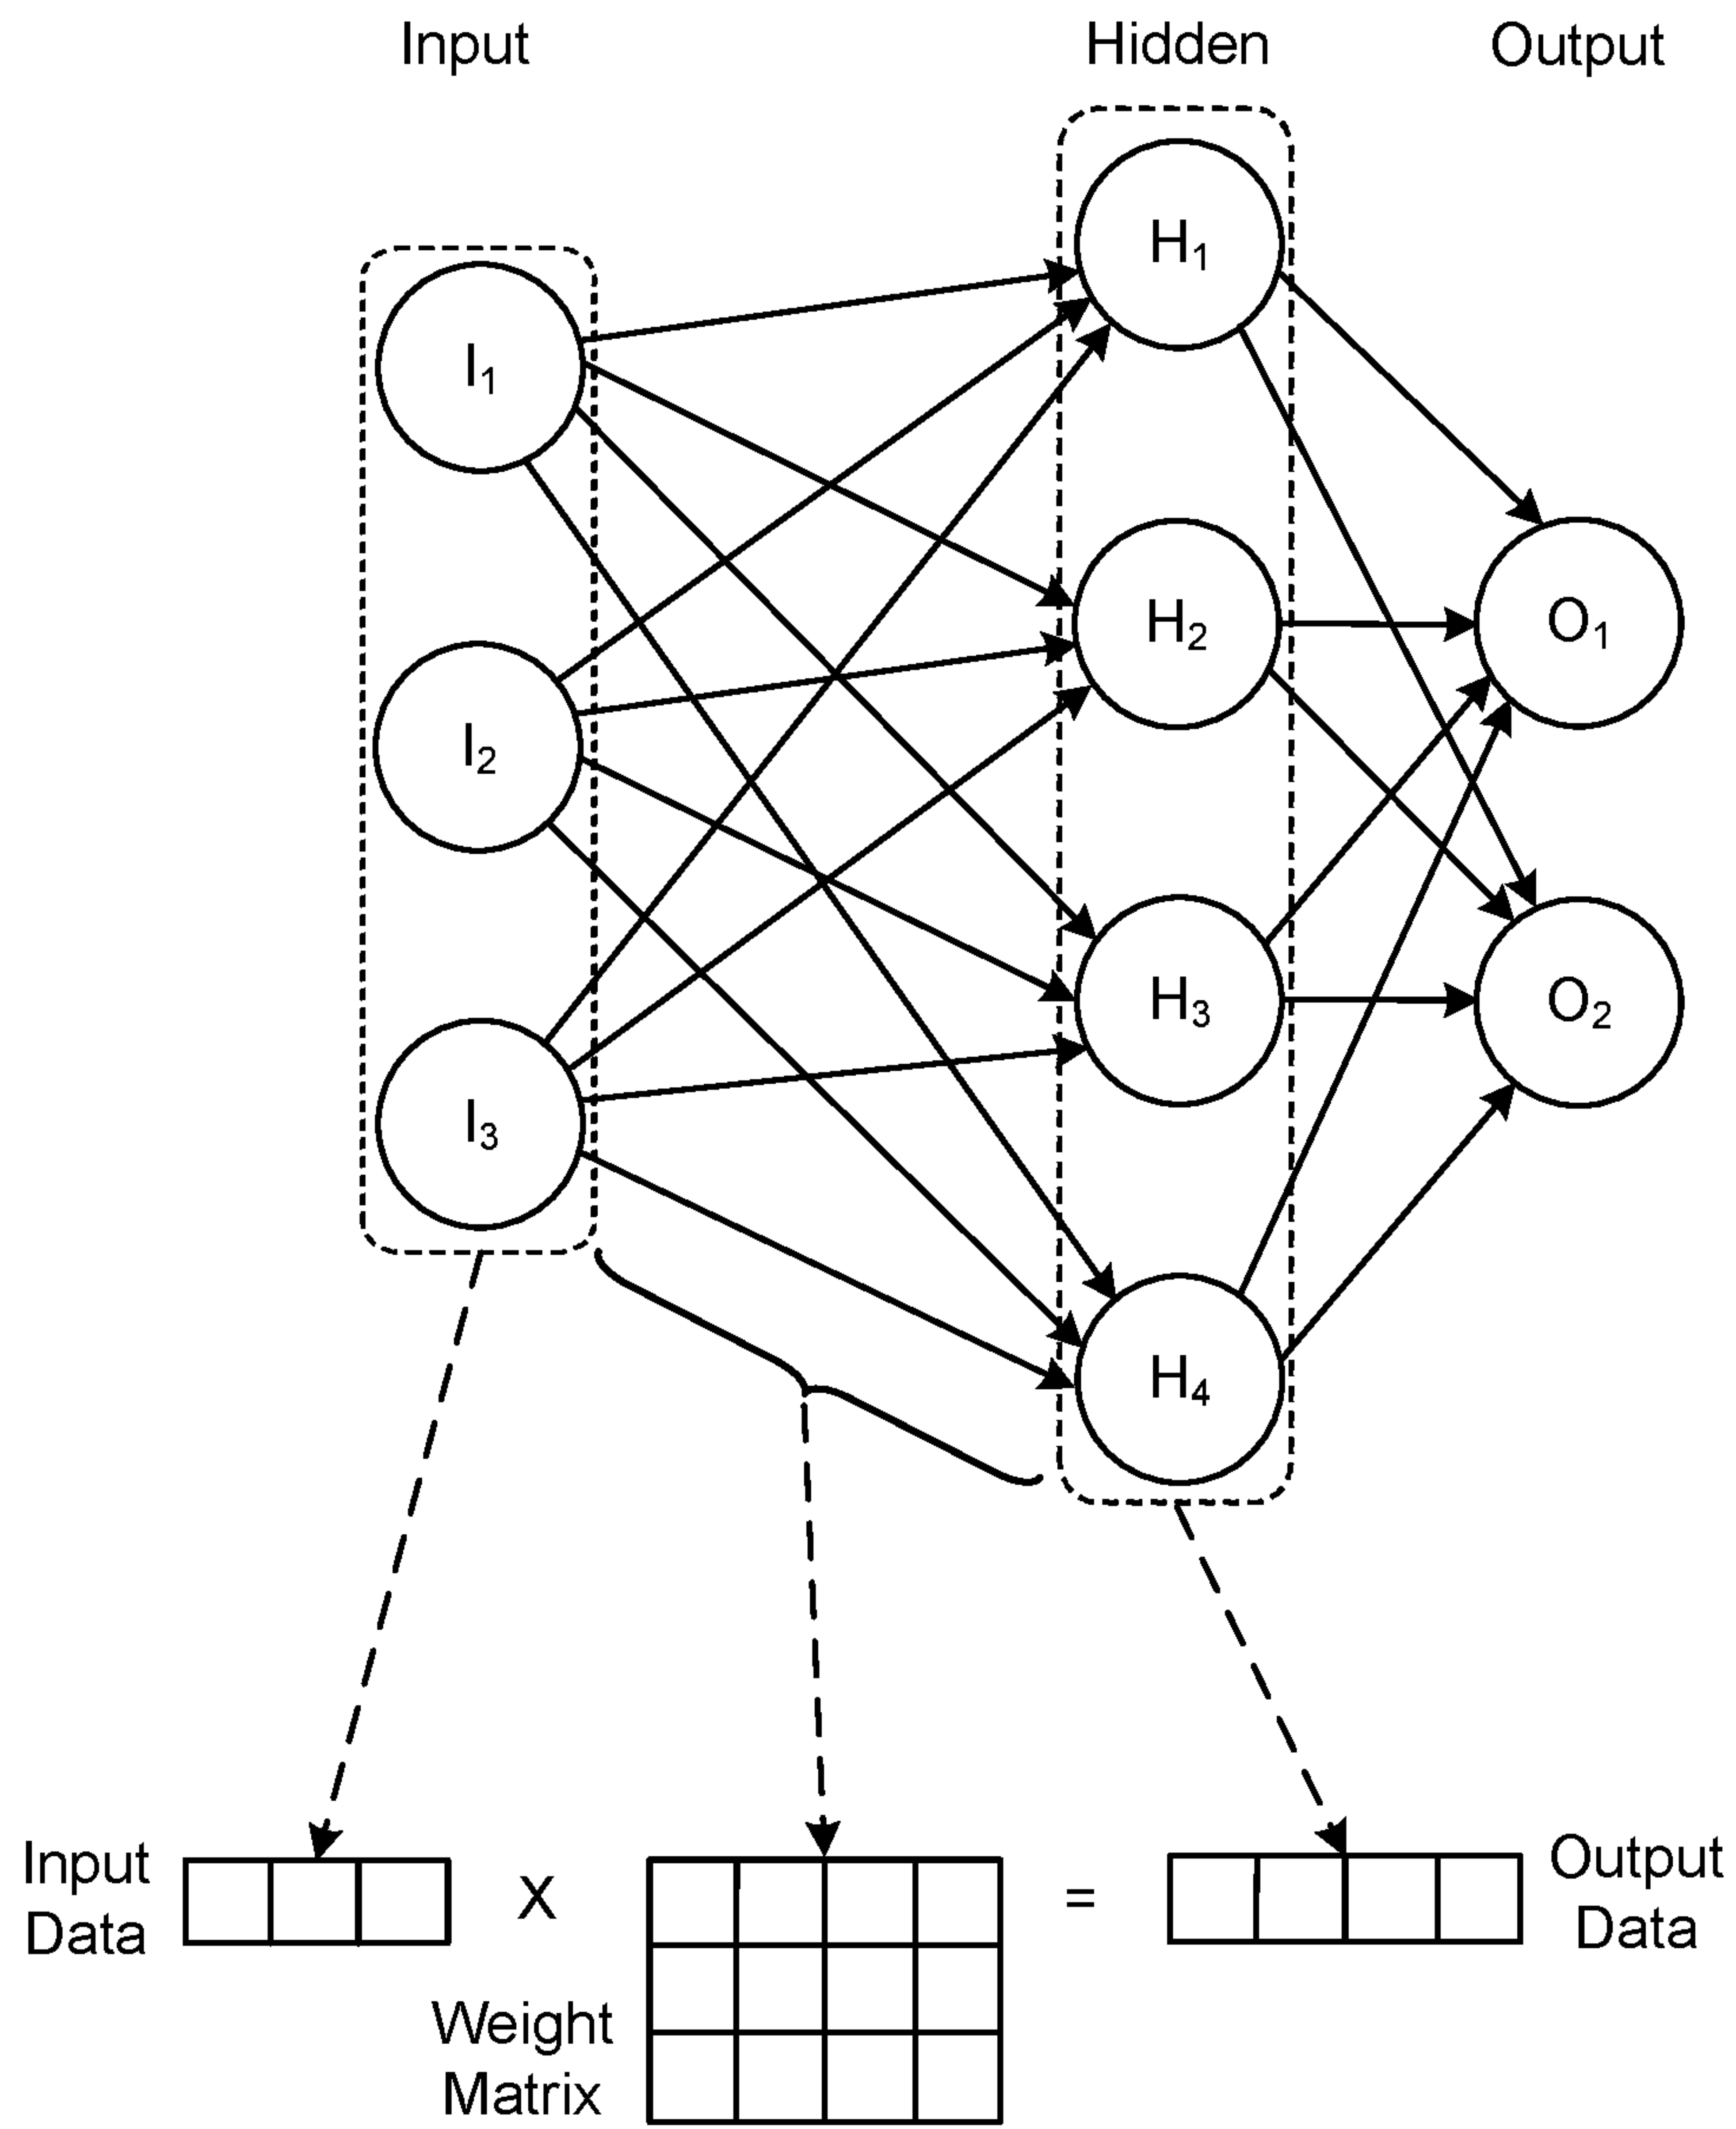 Input
Hidden
Output
H1
I1
H2
O1
I2
H3
O2
I3
H4
Input
Data
X
=
Output
Data
Weight
Matrix